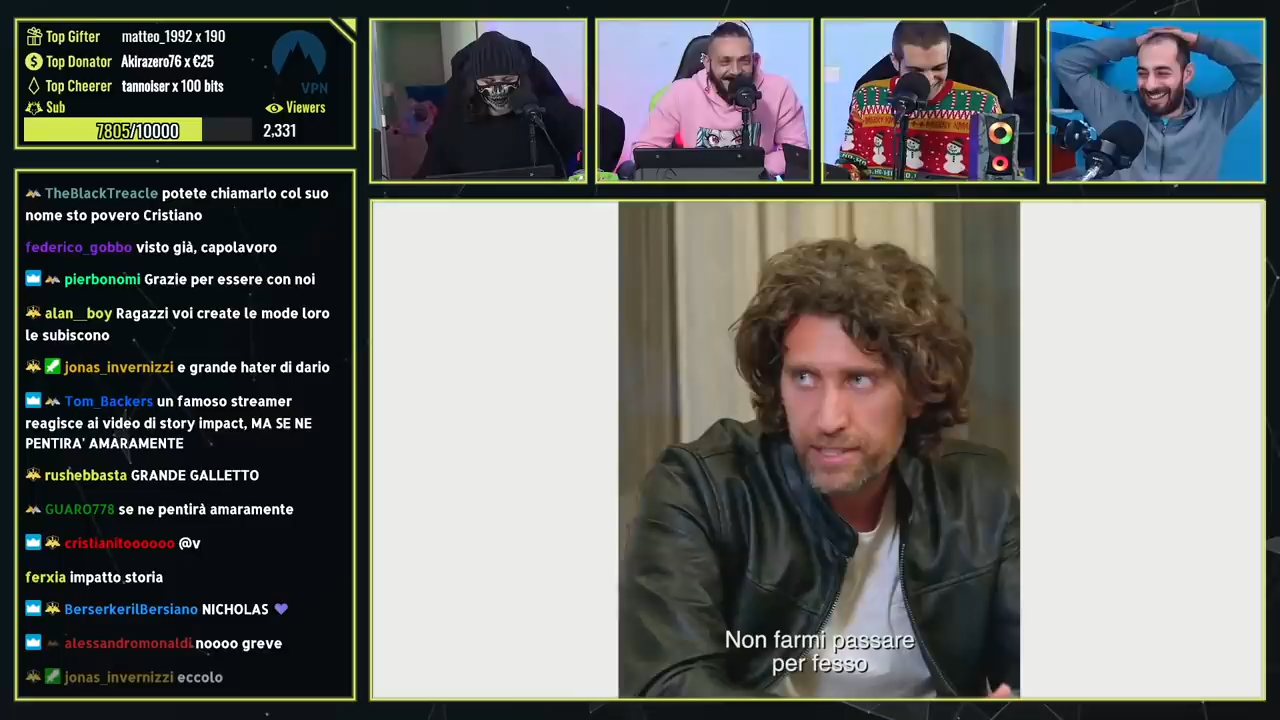 Top Gifter matteo_1992 x 190
Top Donator Akirazero76 x €25
Top Cheerer tannoiser x 100 bits
VPN
Sub Viewers
7805/10000 2,331
TheBlackTreacle potete chiamarlo col suo
nome sto povero Cristiano
federico_gobbo visto già, capolavoro
pierbonomi Grazie per essere con noi
alan__boy Ragazzi voi create le mode loro
le subiscono
jonas_invernizzi e grande hater di dario
Tom_Backers un famoso streamer
reagisce ai video di story impact, MA SE NE
PENTIRA' AMARAMENTE
rushebbasta GRANDE GALLETTO
GUARO778 se ne pentirà amaramente
cristianitoooooo @v
ferxia impatto storia
BerserkerilBersiano NICHOLAS
alessandromonaldi noooo greve
jonas_invernizzi eccolo
Non farmi passare
per fesso